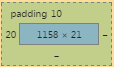 padding 10
20 1158 × 21 –
–